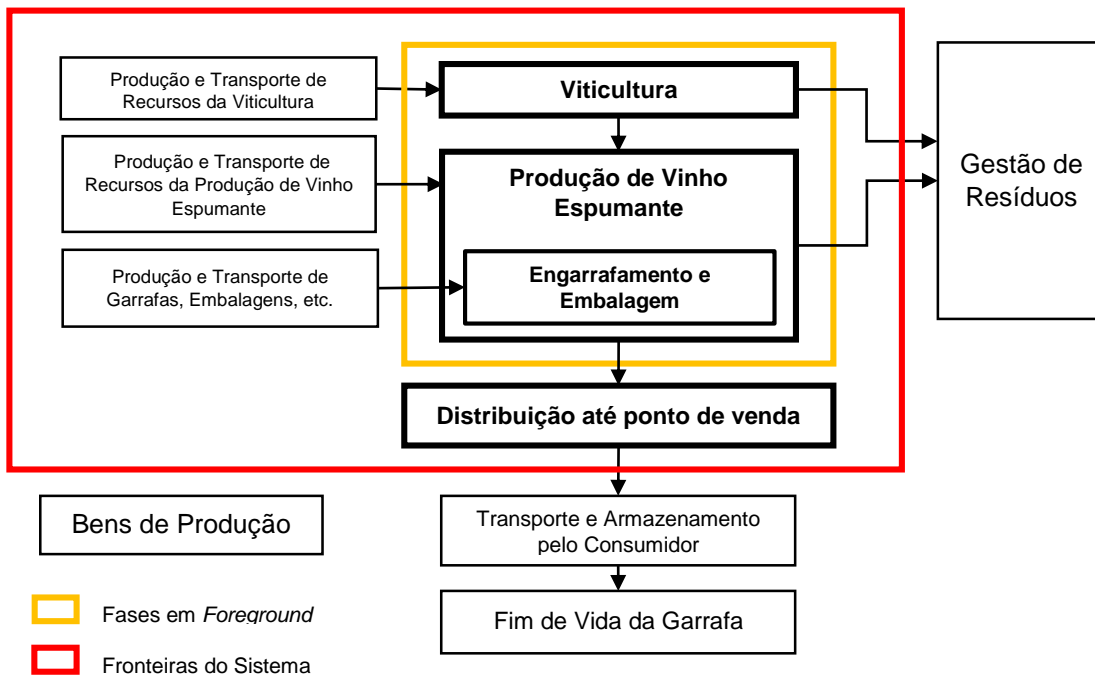 Produção e Transporte de
Recursos da Viticultura
Viticultura
Produção e Transporte de
Recursos da Produção de Vinho
Espumante
Produção de Vinho
Espumante
Gestão de
Resíduos
Produção e Transporte de
Garrafas, Embalagens, etc.
Engarrafamento e
Embalagem
Distribuição até ponto de venda
Bens de Produção
Transporte e Armazenamento
pelo Consumidor
Fim de Vida da Garrafa
Fases em Foreground
Fronteiras do Sistema